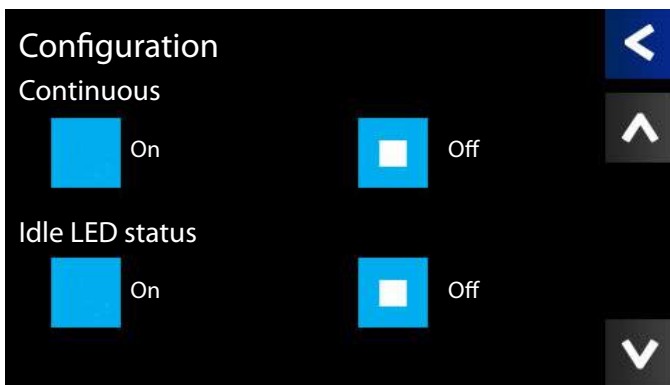 Configuration
Continuous
On Off
Idle LED status
On Off